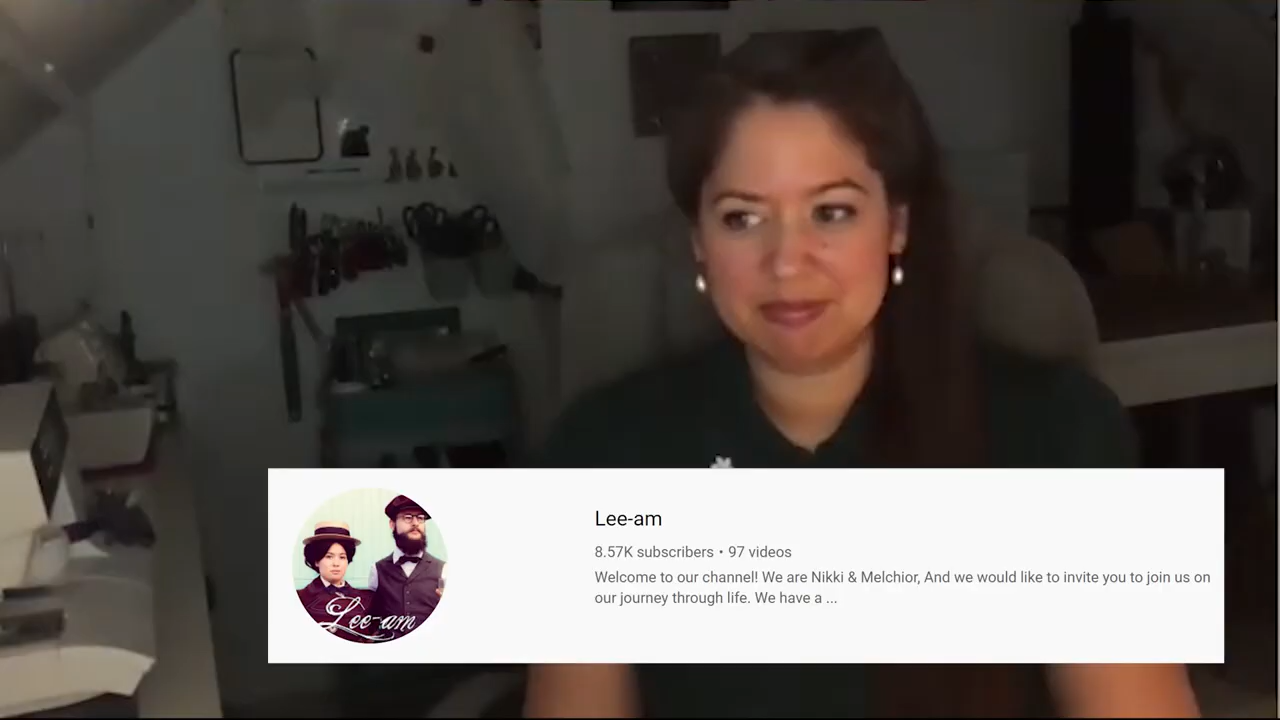 Lee-am
Lee-am
8.57K subscribers • 97 videos
Welcome to our channel! We are Nikki & Melchior, And we would like to invite you to join us on
our journey through life. We have a ...